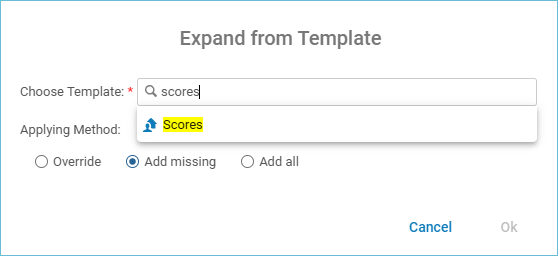 Expand from Template
Choose Template: * scores
Scores
Applying Method:
Override Add missing Add all
Cancel Ok